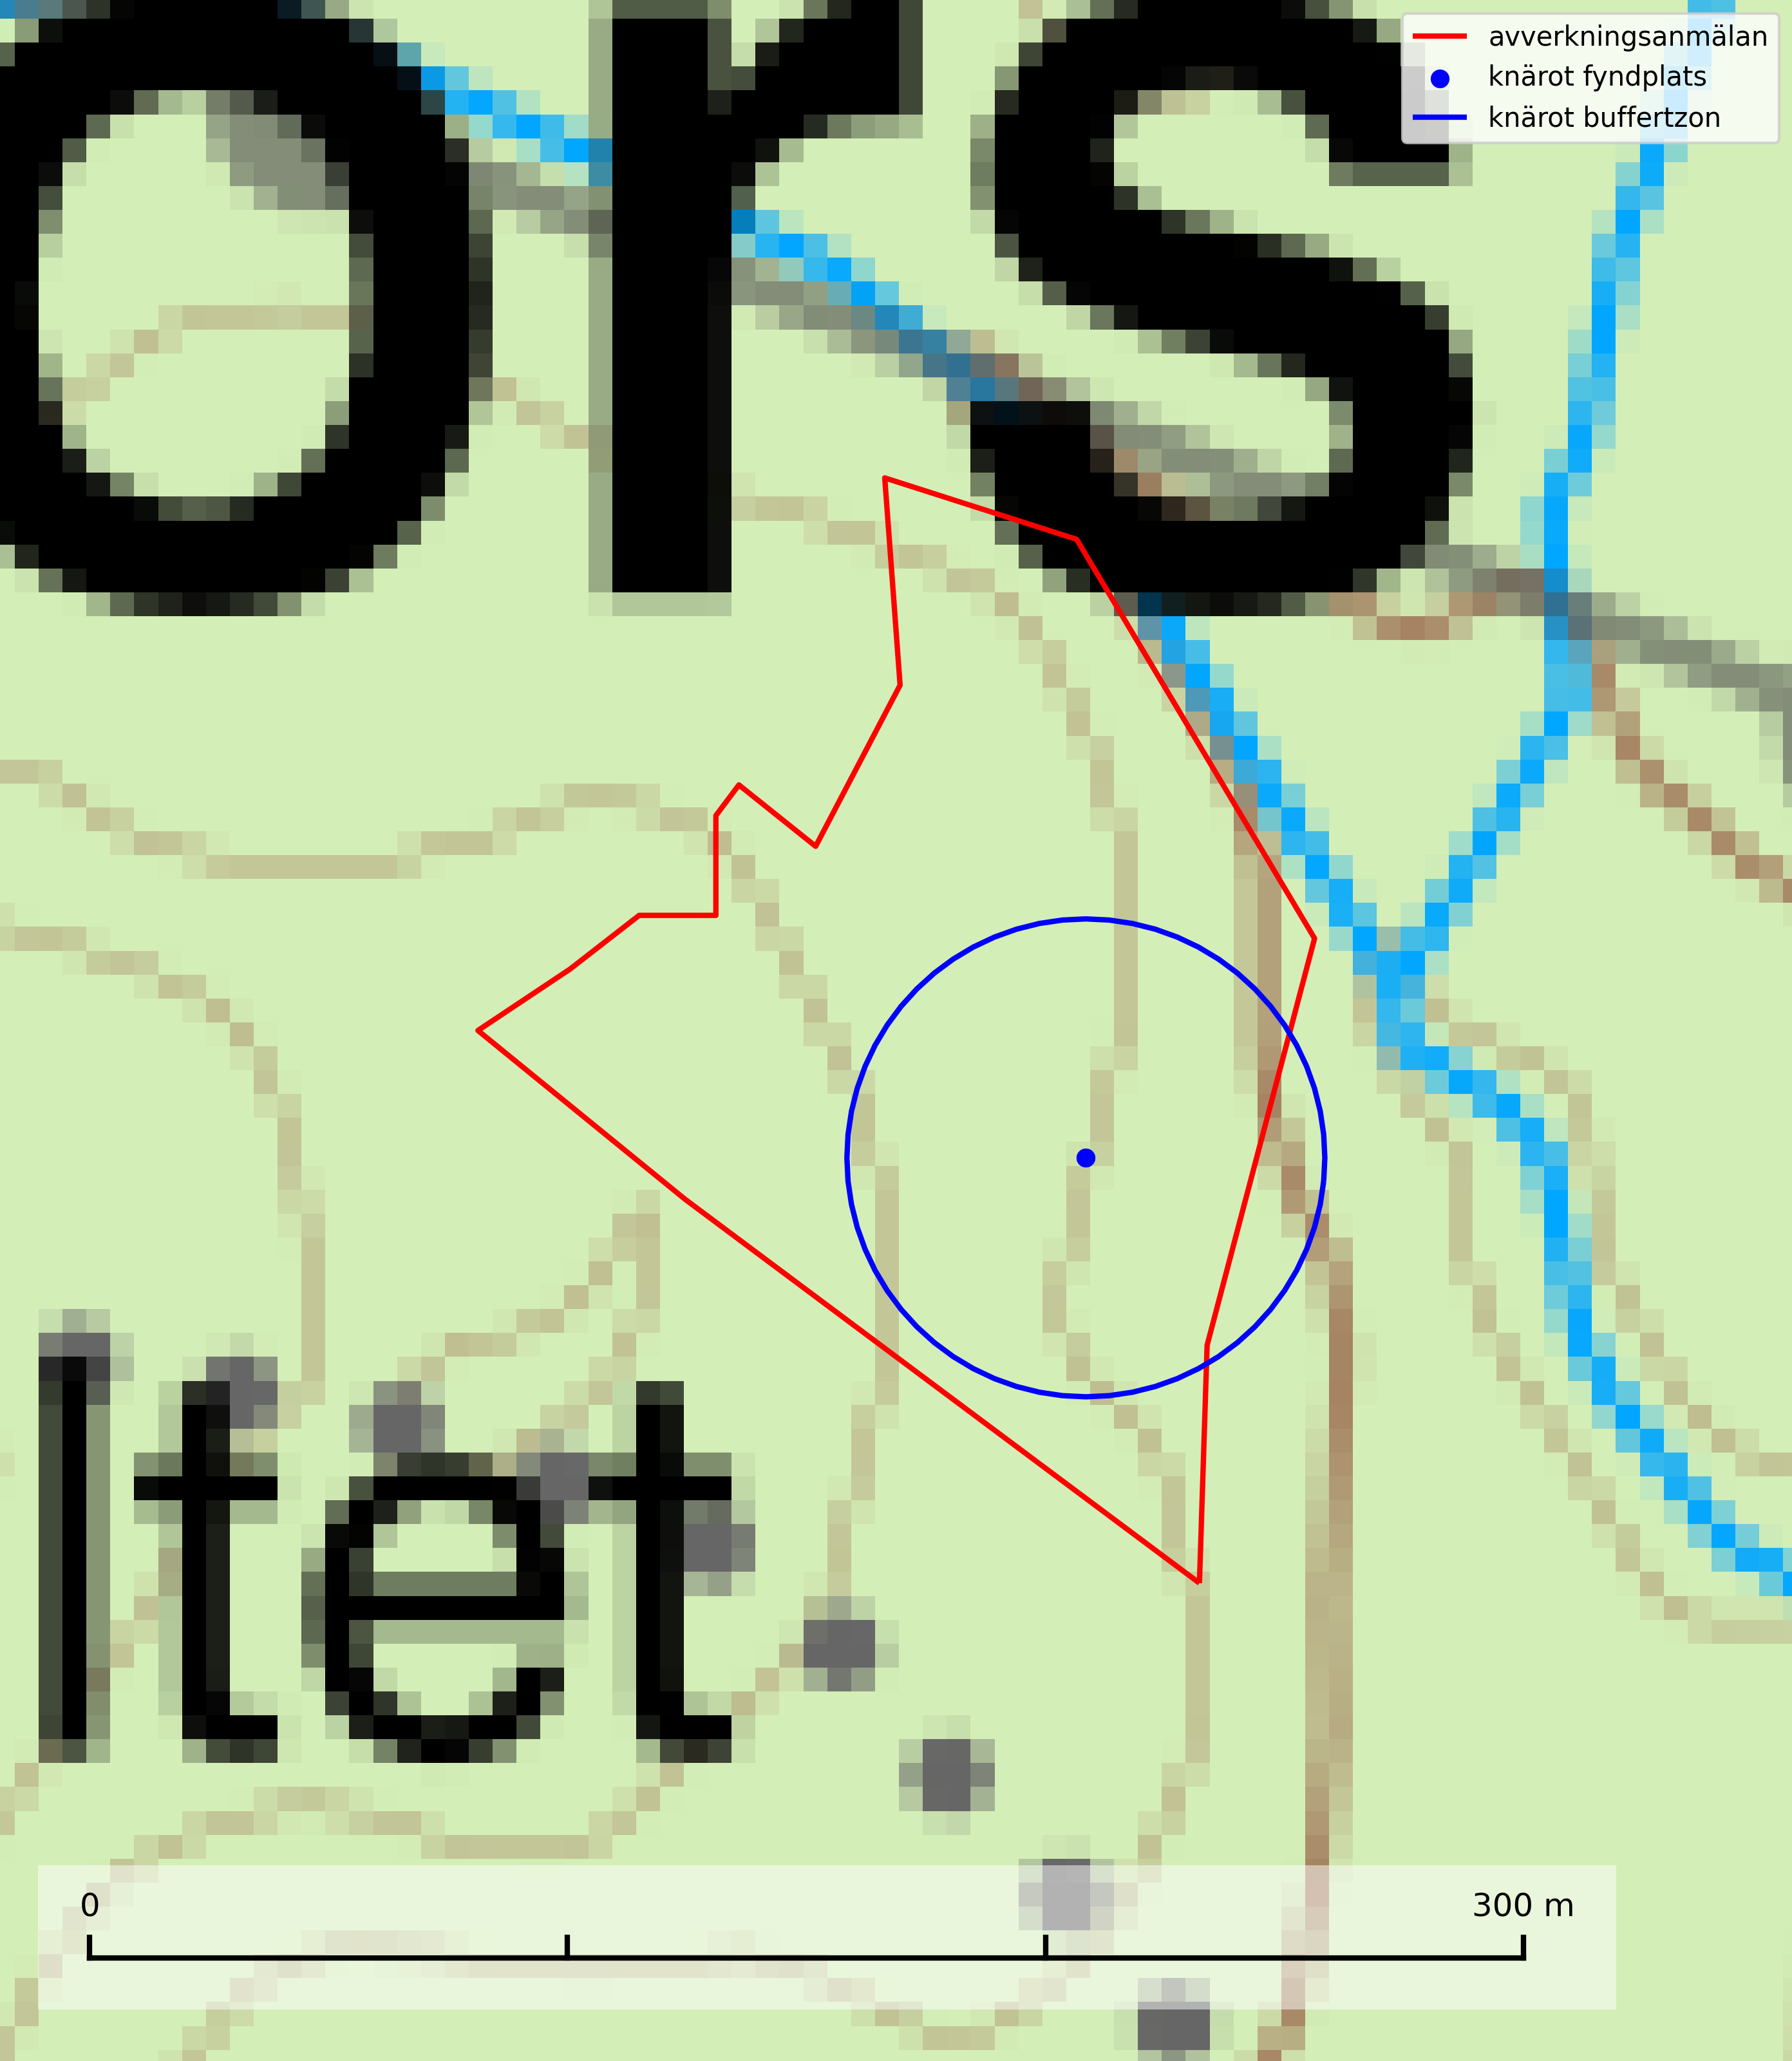 ors
avverkningsanmälan
knärot fyndplats
knärot buffertzon
ltet
0
300 m